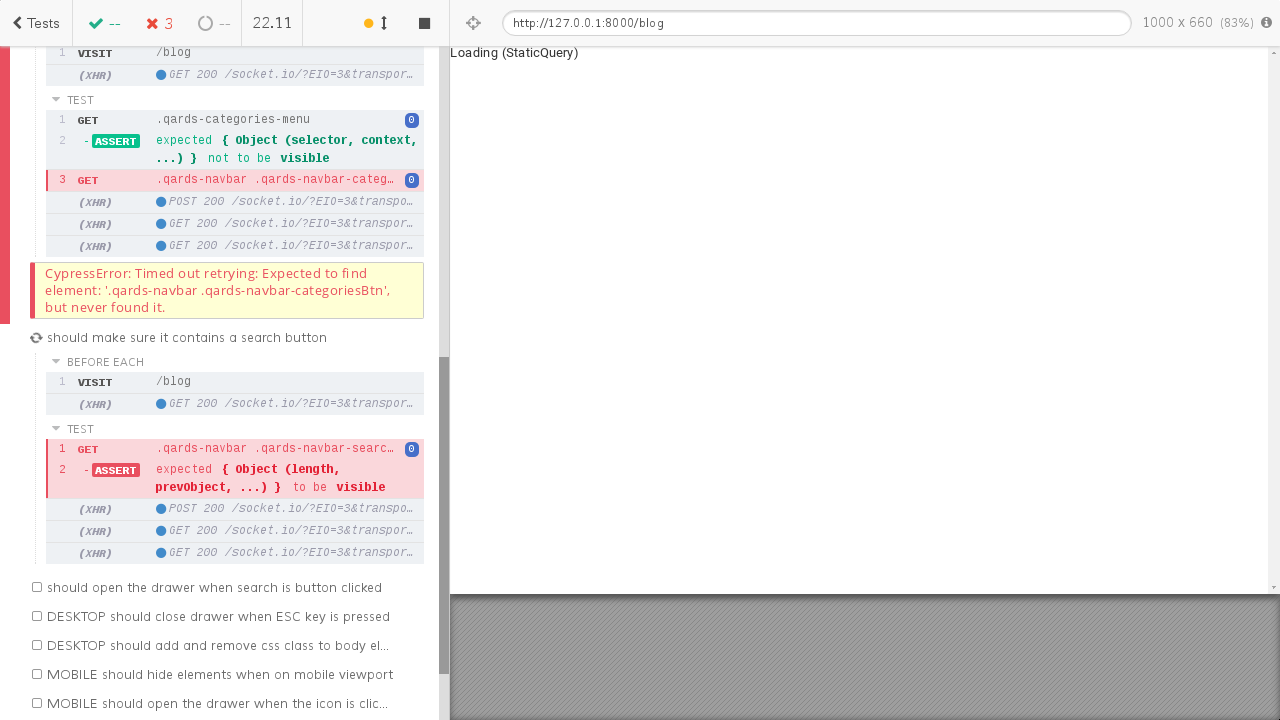 Tests -- 3 -- 22.11 http://127.0.0.1:8000/blog 1000 x 660 (83%)
1 VISIT /blog
(XHR) GET 200 /socket.io/?EIO=3&transpor…
TEST
1 GET .qards-categories-menu 0
2 -ASSERT expected { Object (selector, context,
...) } not to be visible
3 GET .qards-navbar .qards-navbar-categ… 0
(XHR) POST 200 /socket.io/?EIO=3&transpo…
(XHR) GET 200 /socket.io/?EIO=3&transpor…
(XHR) GET 200 /socket.io/?EIO=3&transpor…
CypressError: Timed out retrying: Expected to find
element: '.qards-navbar .qards-navbar-categoriesBtn',
but never found it.
should make sure it contains a search button
BEFORE EACH
1 VISIT /blog
(XHR) GET 200 /socket.io/?EIO=3&transpor…
TEST
1 GET .qards-navbar .qards-navbar-searc… 0
2 -ASSERT expected { Object (length,
prevObject, ...) } to be visible
(XHR) POST 200 /socket.io/?EIO=3&transpo…
(XHR) GET 200 /socket.io/?EIO=3&transpor…
(XHR) GET 200 /socket.io/?EIO=3&transpor…
should open the drawer when search is button clicked
DESKTOP should close drawer when ESC key is pressed
DESKTOP should add and remove css class to body el…
MOBILE should hide elements when on mobile viewport
MOBILE should open the drawer when the icon is clic…
Loading (StaticQuery)